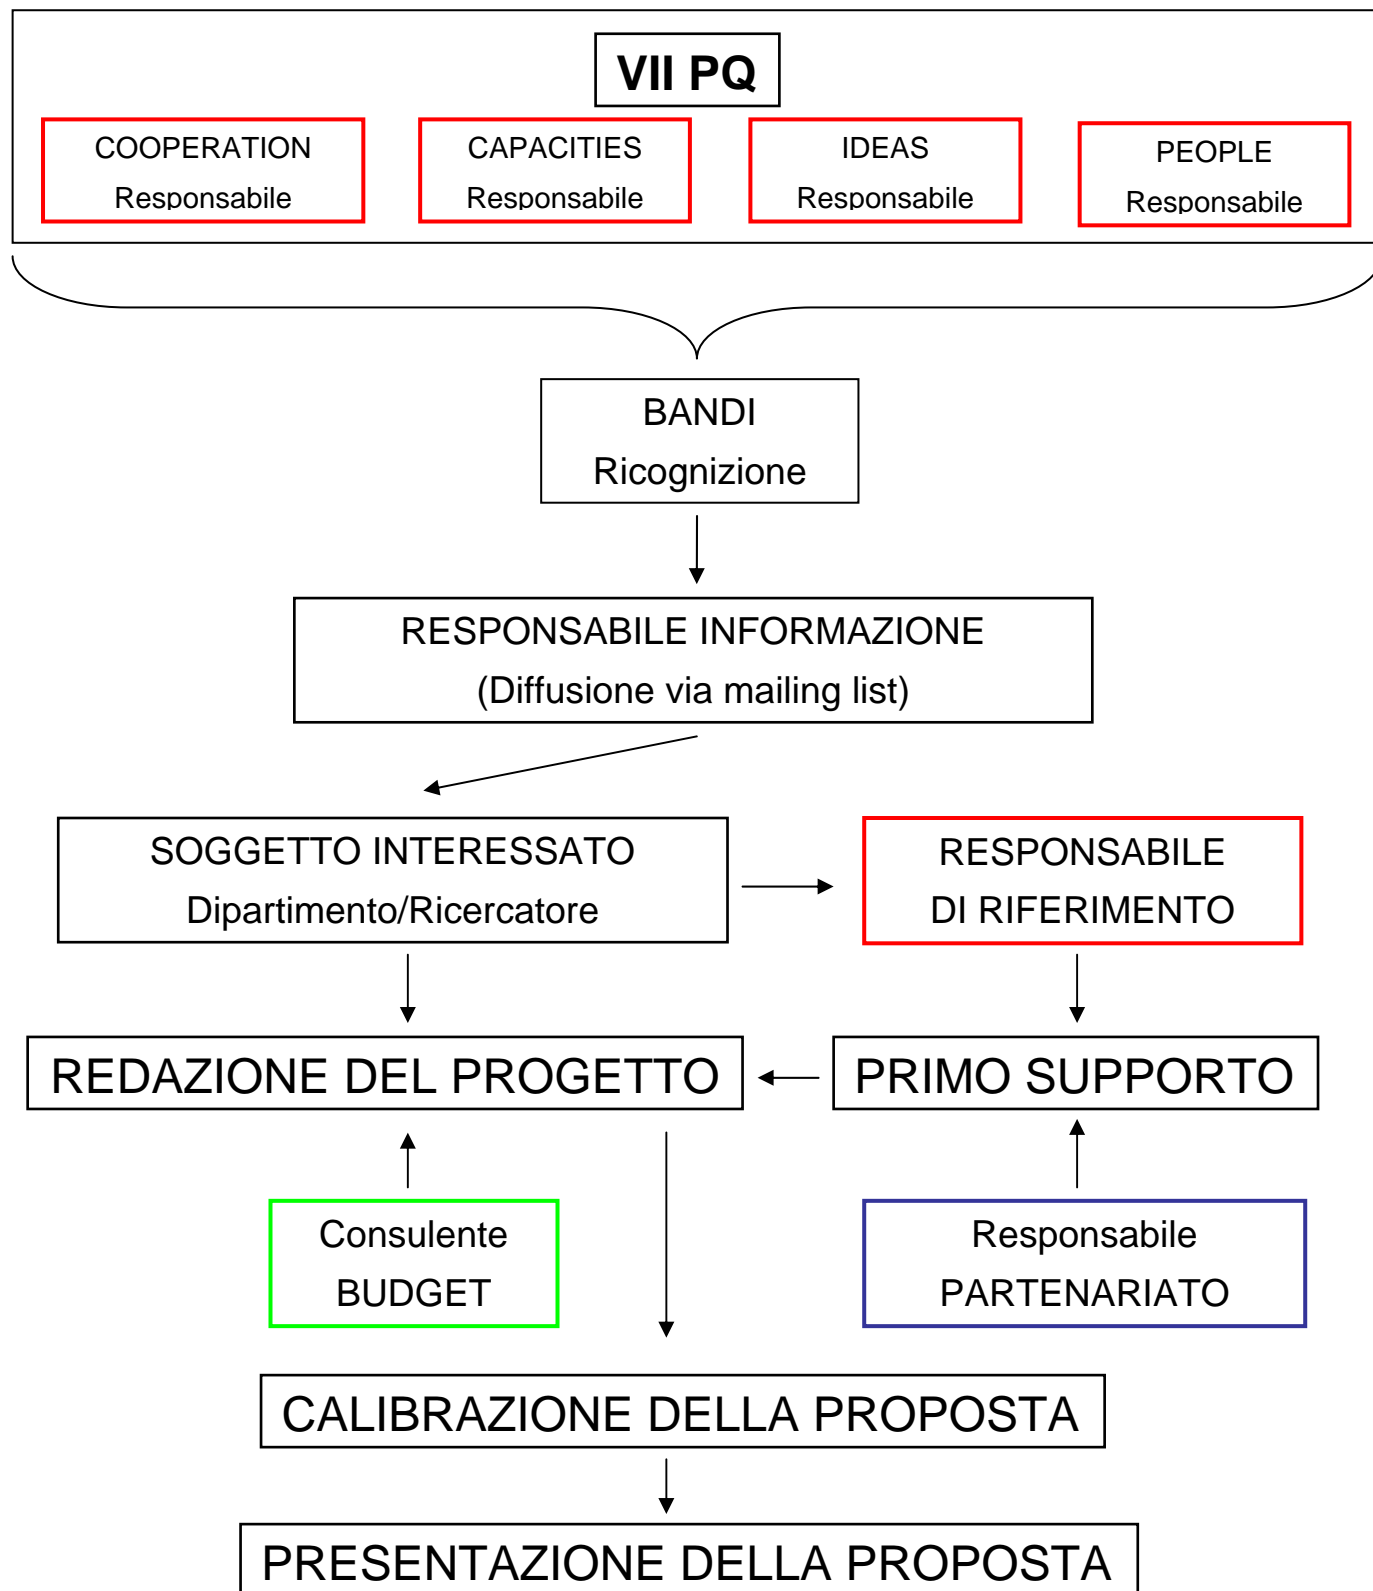 VII PQ
COOPERATION
Responsabile
CAPACITIES
Responsabile
IDEAS
Responsabile
PEOPLE
Responsabile
BANDI
Ricognizione
RESPONSABILE INFORMAZIONE
(Diffusione via mailing list)
SOGGETTO INTERESSATO
Dipartimento/Ricercatore
RESPONSABILE
DI RIFERIMENTO
REDAZIONE DEL PROGETTO
PRIMO SUPPORTO
Consulente
BUDGET
Responsabile
PARTENARIATO
CALIBRAZIONE DELLA PROPOSTA
PRESENTAZIONE DELLA PROPOSTA